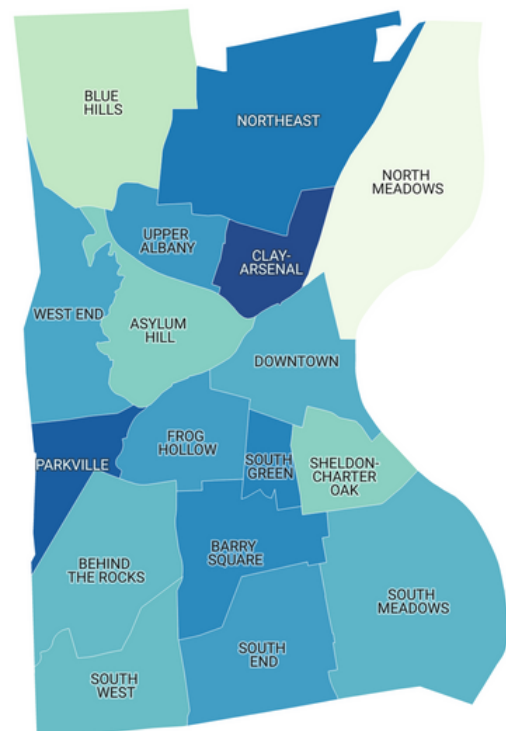 BLUE
HILLS
NORTHEAST
NORTH
MEADOWS
UPPER
ALBANY
CLAY-
ARSENAL
WEST END
ASYLUM
HILL
DOWNTOWN
FROG
HOLLOW
PARKVILLE
SOUTH
GREEN
SHELDON-
CHARTER
OAK
BEHIND
THE ROCKS
BARRY
SQUARE
SOUTH
MEADOWS
SOUTH
END
SOUTH
WEST